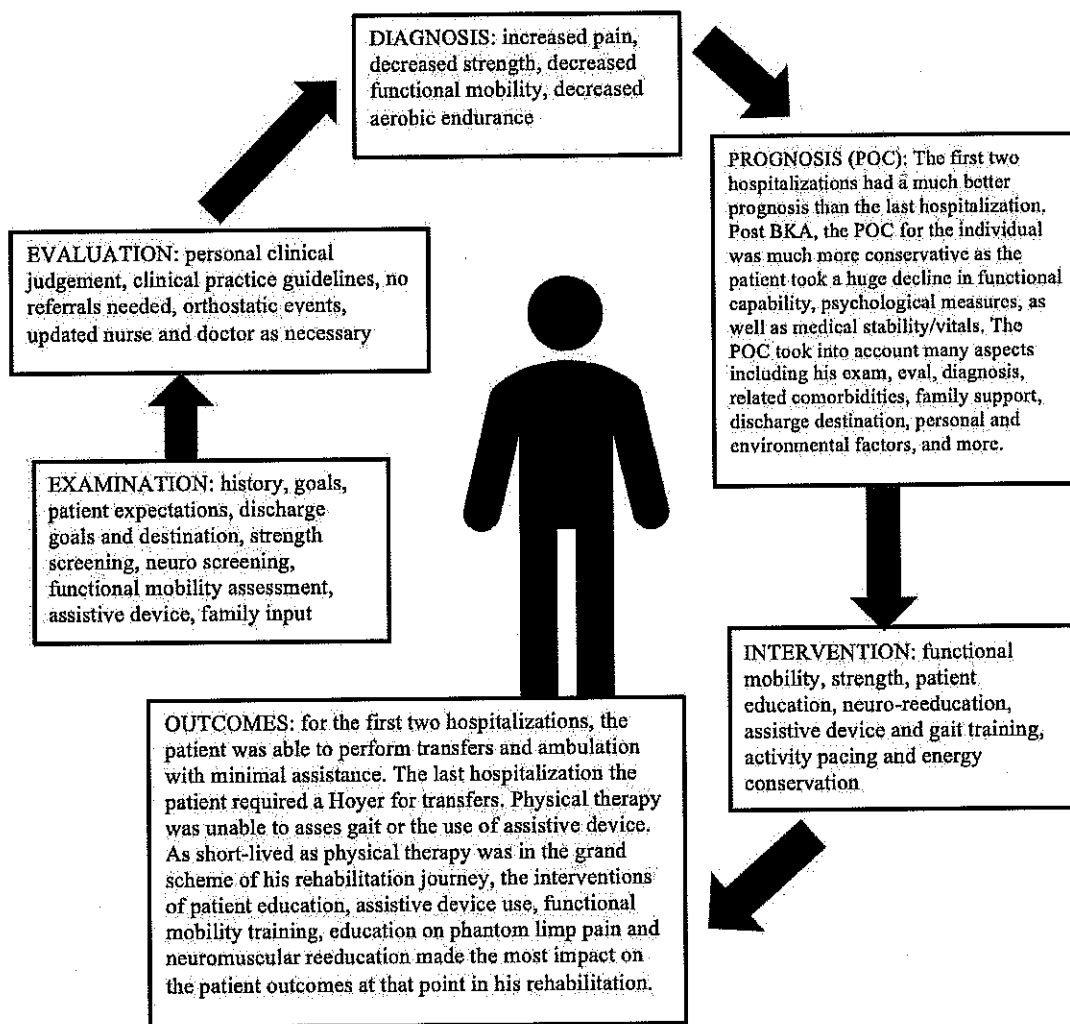 DIAGNOSIS: increased pain,
decreased strength, decreased
functional mobility, decreased
aerobic endurance
PROGNOSIS (POC): The first two
hospitalizations had a much better
prognosis than the last hospitalization.
Post BKA, the POC for the individual
was much more conservative as the
patient took a huge decline in functional
capability, psychological measures, as
well as medical stability/vitals. The
POC took into account many aspects
including his exam, eval, diagnosis,
related comorbidities, family support,
discharge destination, personal and
environmental factors, and more.
EVALUATION: personal clinical
judgement, clinical practice guidelines, no
referrals needed, orthostatic events,
updated nurse and doctor as necessary
EXAMINATION: history, goals,
patient expectations, discharge
goals and destination, strength
screening, neuro screening,
functional mobility assessment,
assistive device, family input
INTERVENTION: functional
mobility, strength, patient
education, neuro-reeducation,
assistive device and gait training,
activity pacing and energy
conservation
OUTCOMES: for the first two hospitalizations, the
patient was able to perform transfers and ambulation
with minimal assistance. The last hospitalization the
patient required a Hoyer for transfers. Physical therapy
was unable to asses gait or the use of assistive device.
As short-lived as physical therapy was in the grand
scheme of his rehabilitation journey, the interventions
of patient education, assistive device use, functional
mobility training, education on phantom limp pain and
neuromuscular reeducation made the most impact on
the patient outcomes at that point in his rehabilitation.